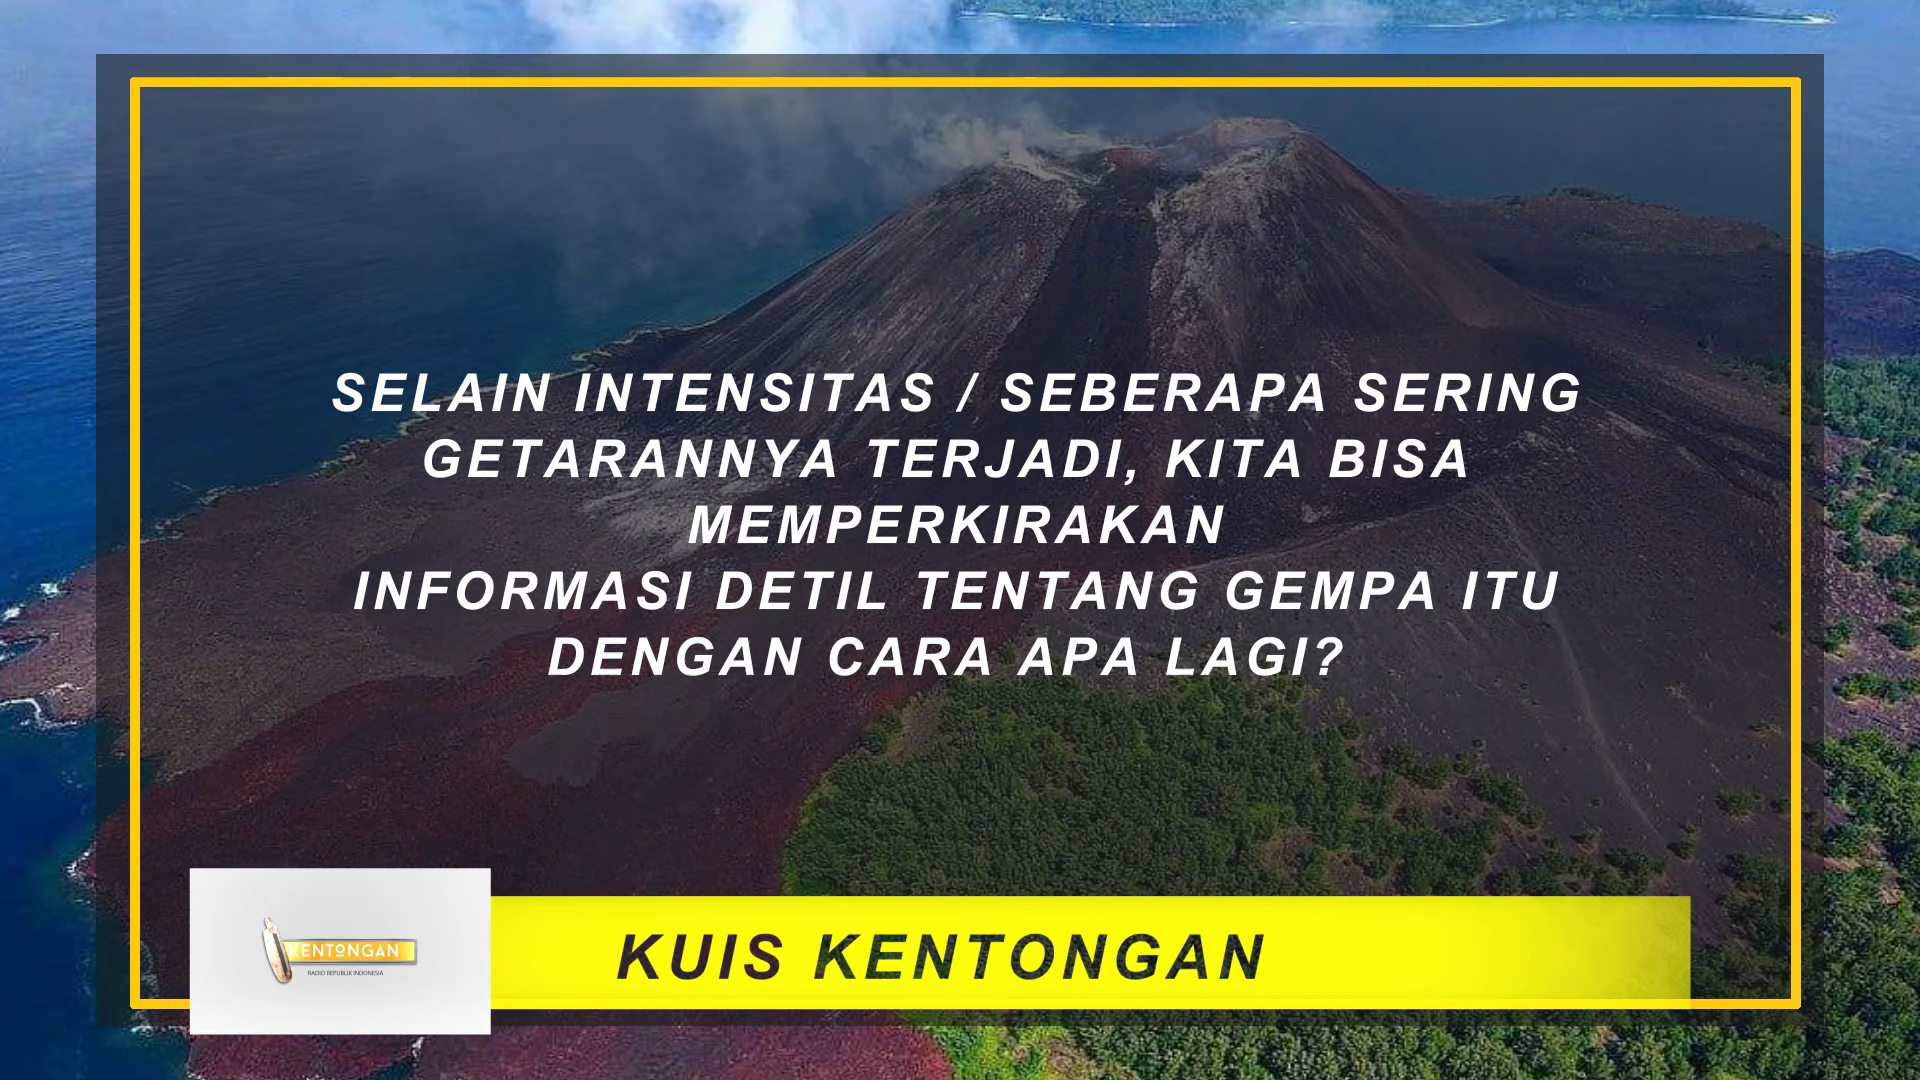 SELAIN INTENSITAS / SEBERAPA SERING
GETARANNYA TERJADI, KITA BISA
MEMPERKIRAKAN
INFORMASI DETIL TENTANG GEMPA ITU
DENGAN CARA APA LAGI?
KENTONGAN
RADIO REPUBLIK INDONESIA
KUIS KENTONGAN